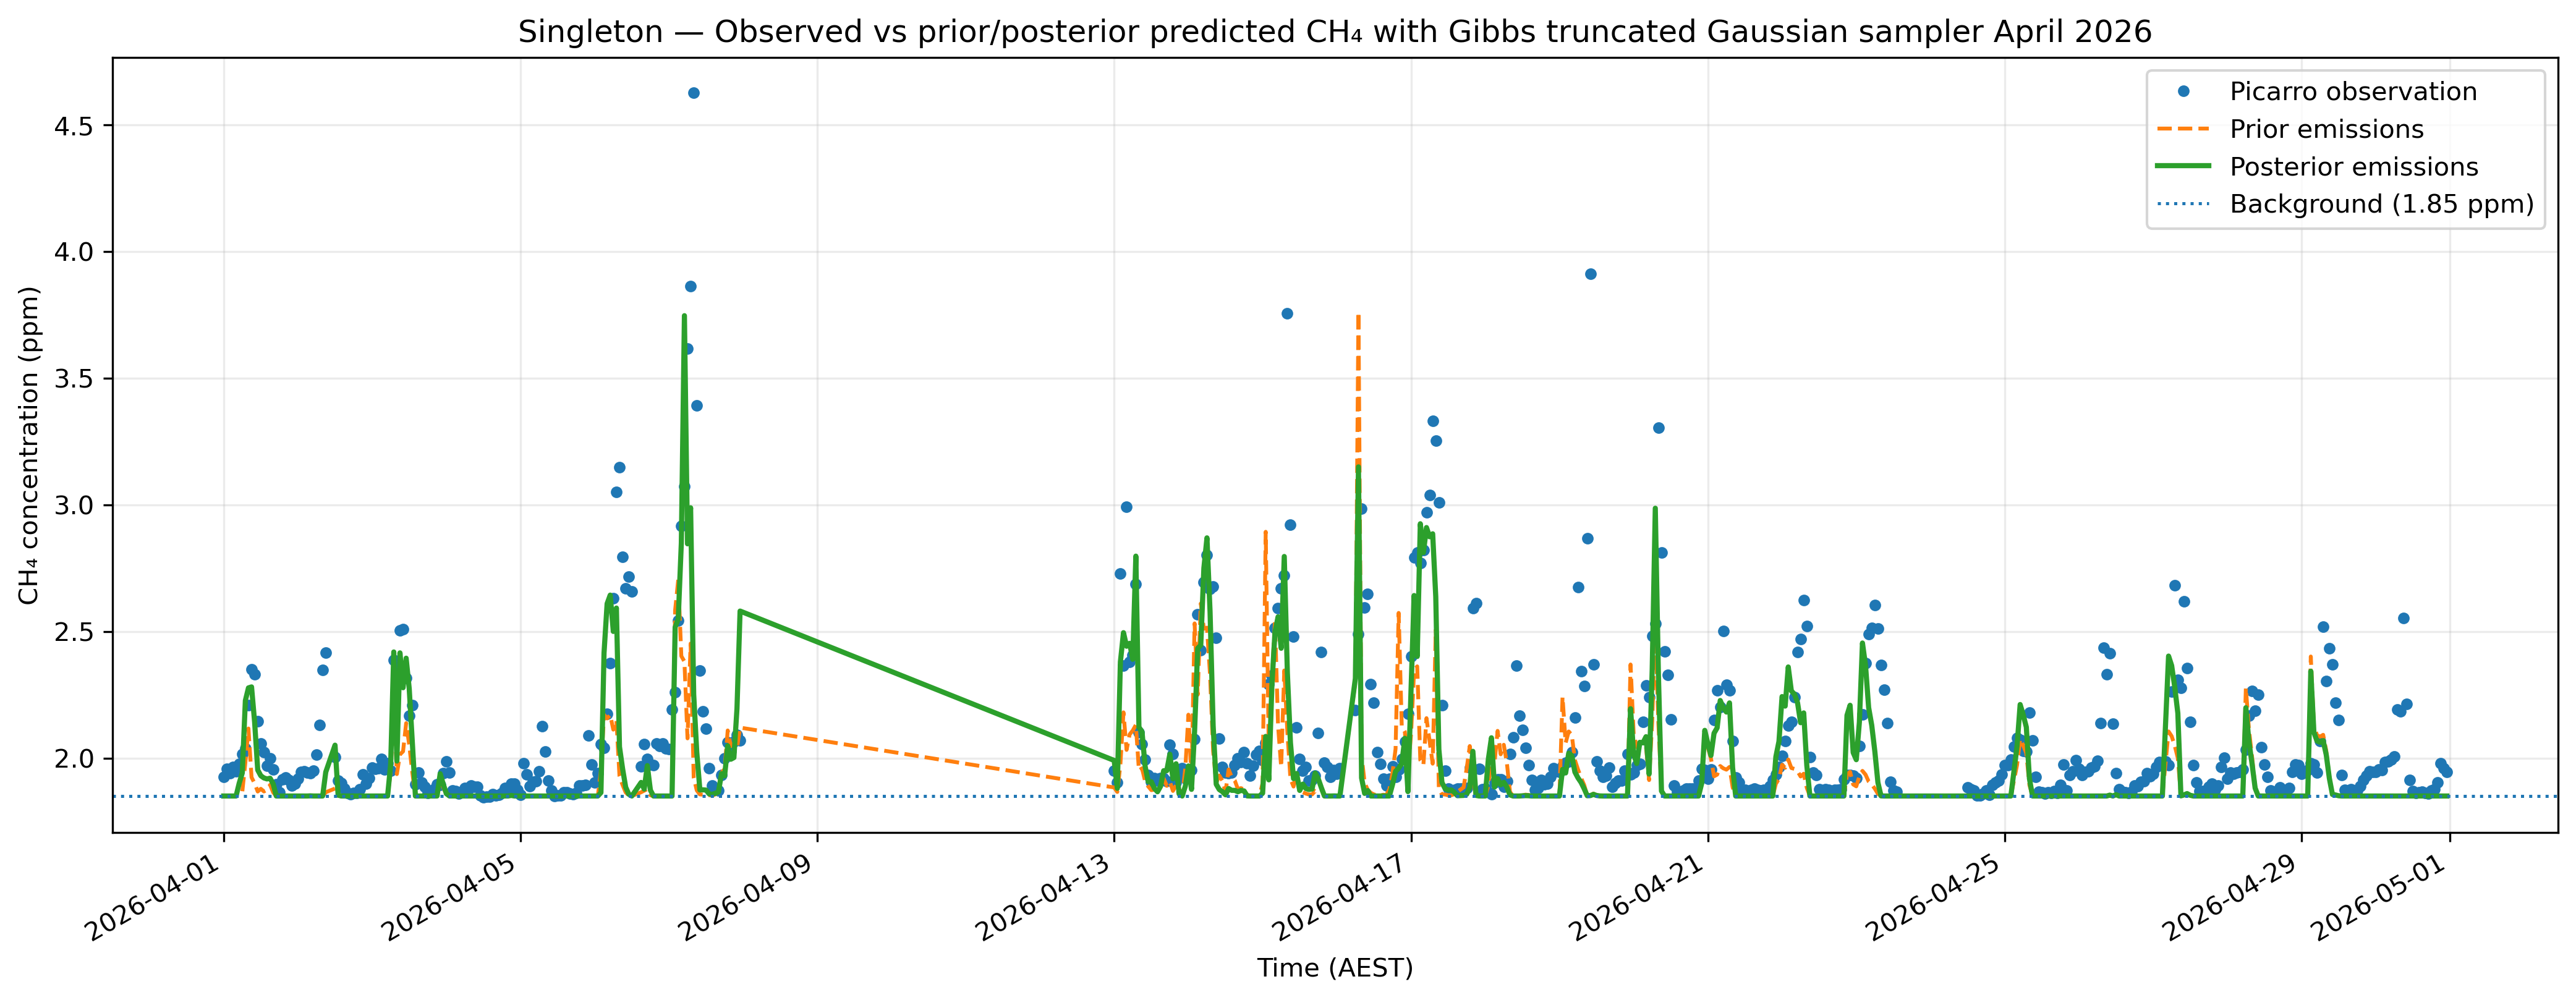 Singleton — Observed vs prior/posterior predicted CH₄ with Gibbs truncated Gaussian sampler April 2026
CH₄ concentration (ppm)
4.5
4.0
3.5
3.0
2.5
2.0
Picarro observation
Prior emissions
Posterior emissions
Background (1.85 ppm)
2026-04-01
2026-04-05
2026-04-09
2026-04-13
2026-04-17
2026-04-21
2026-04-25
2026-04-29
2026-05-01
Time (AEST)